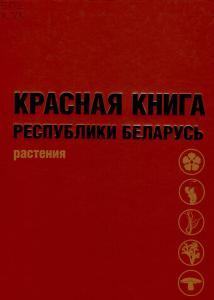 КРАСНАЯ КНИГА
РЕСПУБЛИКИ БЕЛАРУСЬ
растения